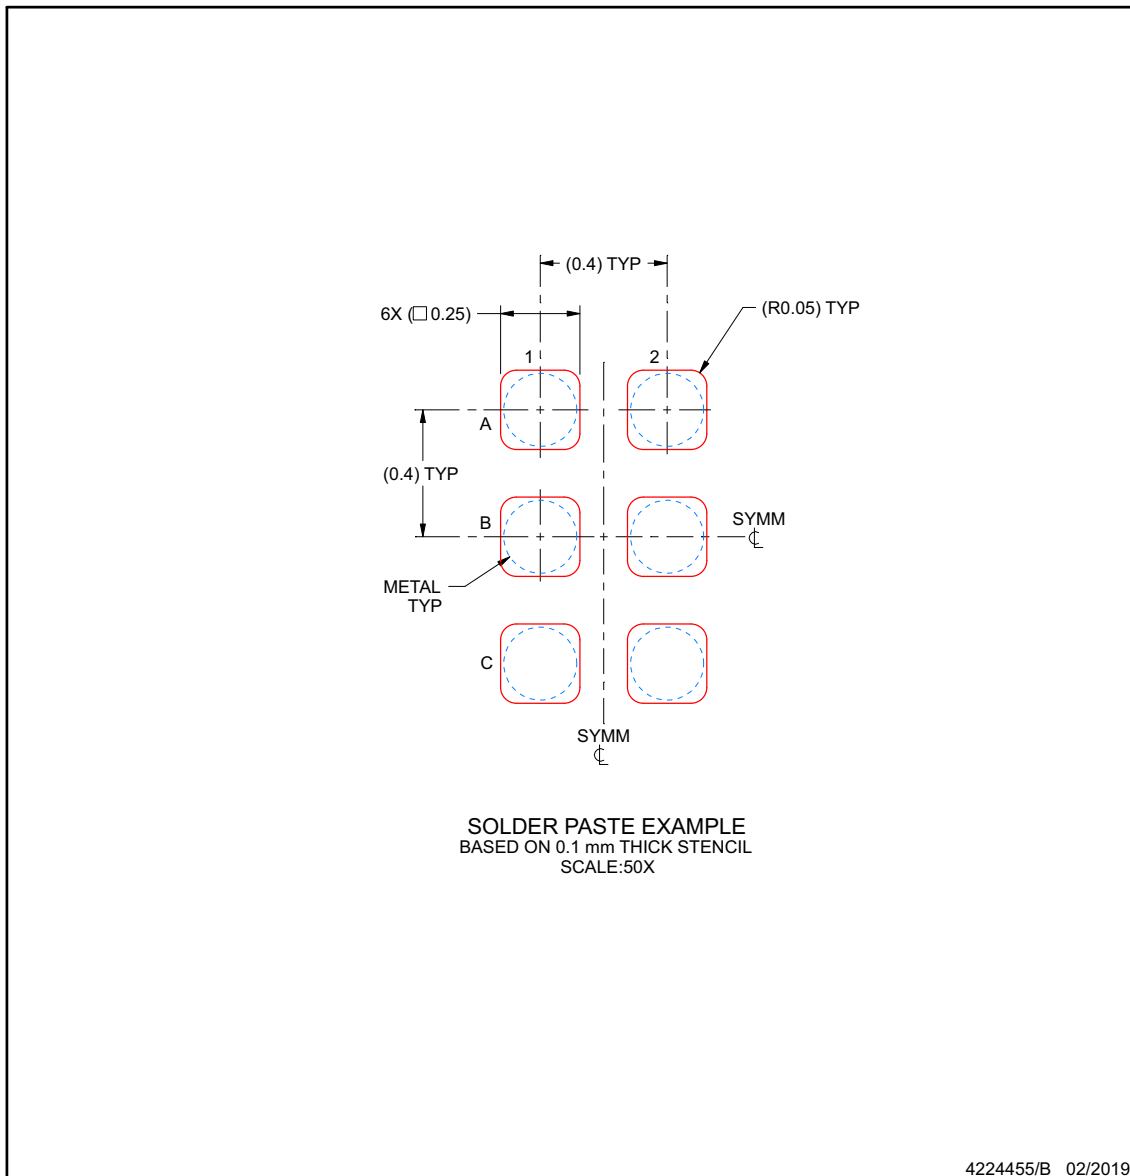 (0.4) TYP
6X (□ 0.25)
(R0.05) TYP
1
2
A
(0.4) TYP
B
SYMM
℄
METAL
TYP
C
SYMM
℄
SOLDER PASTE EXAMPLE
BASED ON 0.1 mm THICK STENCIL
SCALE:50X
4224455/B 02/2019